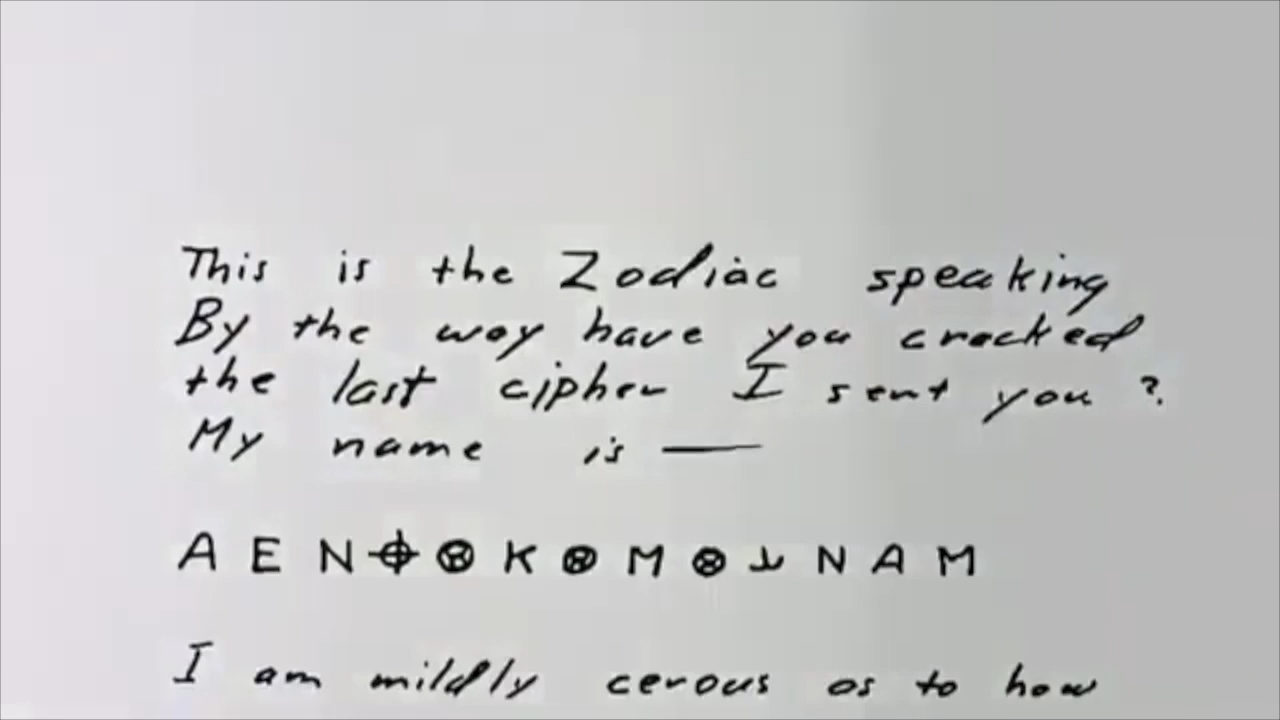 This is the Zodiac speaking
By the way have you cracked
the last cipher I sent you ?
My name is —
A E N ⌖ ⊗ K ⊗ M ⊗ ⅄ N A M
I am mildly cerous as to how